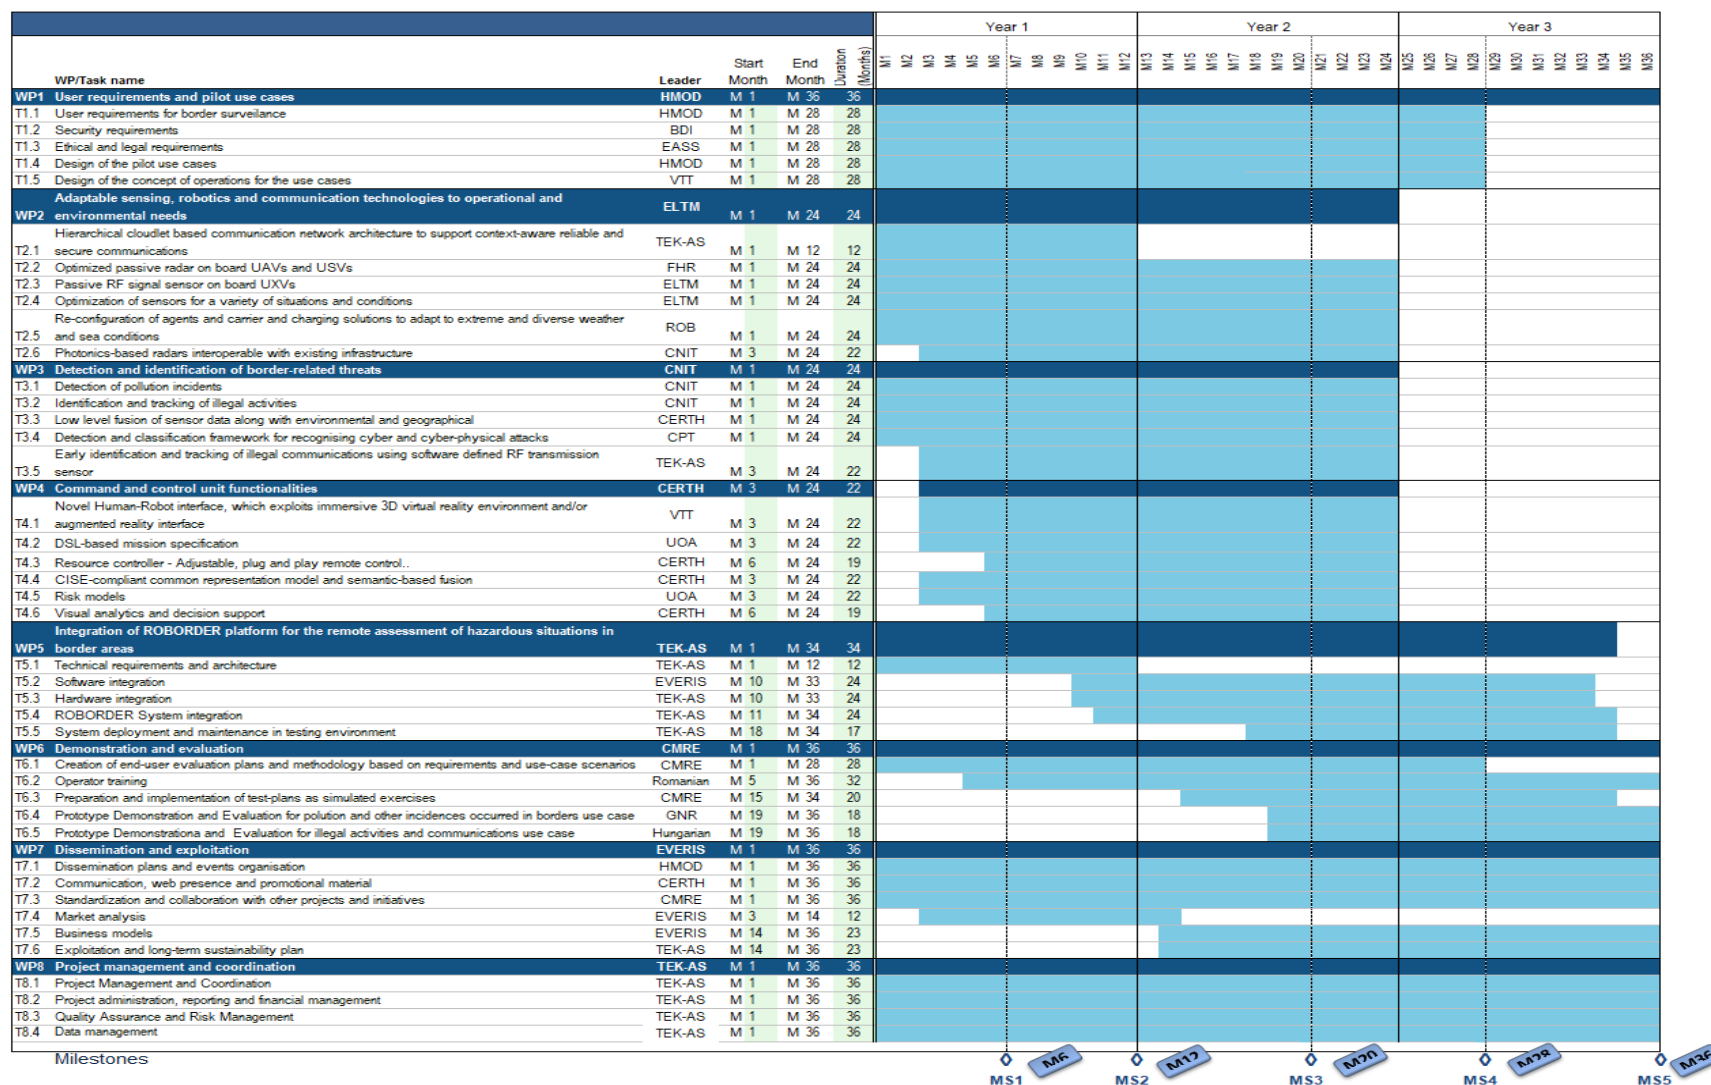 Year 1 Year 2 Year 3
WP/Task name Leader Start Month End Month Duration (Months) M1 M2 M3 M4 M5 M6 M7 M8 M9 M10 M11 M12 M13 M14 M15 M16 M17 M18 M19 M20 M21 M22 M23 M24 M25 M26 M27 M28 M29 M30 M31 M32 M33 M34 M35 M36
WP1 User requirements and pilot use cases HMOD M 1 M 36 36
T1.1 User requirements for border surveilance HMOD M 1 M 28 28
T1.2 Security requirements BDI M 1 M 28 28
T1.3 Ethical and legal requirements EASS M 1 M 28 28
T1.4 Design of the pilot use cases HMOD M 1 M 28 28
T1.5 Design of the concept of operations for the use cases VTT M 1 M 28 28
Adaptable sensing, robotics and communication technologies to operational and
WP2 environmental needs ELTM M 1 M 24 24
Hierarchical cloudlet based communication network architecture to support context-aware reliable and
T2.1 secure communications TEK-AS M 1 M 12 12
T2.2 Optimized passive radar on board UAVs and USVs FHR M 1 M 24 24
T2.3 Passive RF signal sensor on board UXVs ELTM M 1 M 24 24
T2.4 Optimization of sensors for a variety of situations and conditions ELTM M 1 M 24 24
Re-configuration of agents and carrier and charging solutions to adapt to extreme and diverse weather
T2.5 and sea conditions ROB M 1 M 24 24
T2.6 Photonics-based radars interoperable with existing infrastructure CNIT M 3 M 24 22
WP3 Detection and identification of border-related threats CNIT M 1 M 24 24
T3.1 Detection of pollution incidents CNIT M 1 M 24 24
T3.2 Identification and tracking of illegal activities CNIT M 1 M 24 24
T3.3 Low level fusion of sensor data along with environmental and geographical CERTH M 1 M 24 24
T3.4 Detection and classification framework for recognising cyber and cyber-physical attacks CPT M 1 M 24 24
Early identification and tracking of illegal communications using software defined RF transmission
T3.5 sensor TEK-AS M 3 M 24 22
WP4 Command and control unit functionalities CERTH M 3 M 24 22
Novel Human-Robot interface, which exploits immersive 3D virtual reality environment and/or
T4.1 augmented reality interface VTT M 3 M 24 22
T4.2 DSL-based mission specification UOA M 3 M 24 22
T4.3 Resource controller - Adjustable, plug and play remote control.. CERTH M 6 M 24 19
T4.4 CISE-compliant common representation model and semantic-based fusion CERTH M 3 M 24 22
T4.5 Risk models UOA M 3 M 24 22
T4.6 Visual analytics and decision support CERTH M 6 M 24 19
Integration of ROBORDER platform for the remote assessment of hazardous situations in
WP5 border areas TEK-AS M 1 M 34 34
T5.1 Technical requirements and architecture TEK-AS M 1 M 12 12
T5.2 Software integration EVERIS M 10 M 33 24
T5.3 Hardware integration TEK-AS M 10 M 33 24
T5.4 ROBORDER System integration TEK-AS M 11 M 34 24
T5.5 System deployment and maintenance in testing environment TEK-AS M 18 M 34 17
WP6 Demonstration and evaluation CMRE M 1 M 36 36
T6.1 Creation of end-user evaluation plans and methodology based on requirements and use-case scenarios CMRE M 1 M 28 28
T6.2 Operator training Romanian M 5 M 36 32
T6.3 Preparation and implementation of test-plans as simulated exercises CMRE M 15 M 34 20
T6.4 Prototype Demonstration and Evaluation for polution and other incidences occurred in borders use case GNR M 19 M 36 18
T6.5 Prototype Demonstrationa and Evaluation for illegal activities and communications use case Hungarian M 19 M 36 18
WP7 Dissemination and exploitation EVERIS M 1 M 36 36
T7.1 Dissemination plans and events organisation HMOD M 1 M 36 36
T7.2 Communication, web presence and promotional material CERTH M 1 M 36 36
T7.3 Standardization and collaboration with other projects and initiatives CMRE M 1 M 36 36
T7.4 Market analysis EVERIS M 3 M 14 12
T7.5 Business models EVERIS M 14 M 36 23
T7.6 Exploitation and long-term sustainability plan TEK-AS M 14 M 36 23
WP8 Project management and coordination TEK-AS M 1 M 36 36
T8.1 Project Management and Coordination TEK-AS M 1 M 36 36
T8.2 Project administration, reporting and financial management TEK-AS M 1 M 36 36
T8.3 Quality Assurance and Risk Management TEK-AS M 1 M 36 36
T8.4 Data management TEK-AS M 1 M 36 36
Milestones M6 M12 M20 M28 M36
MS1 MS2 MS3 MS4 MS5